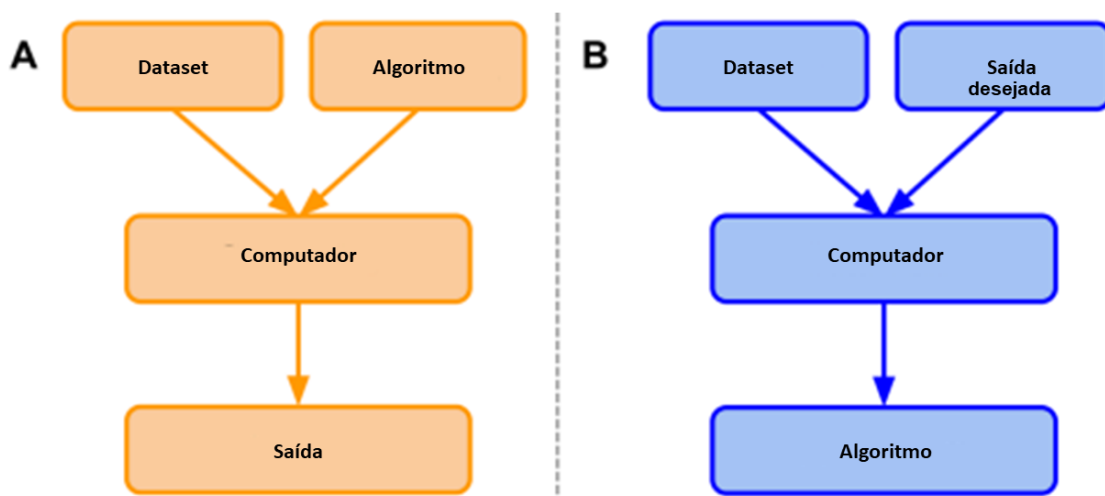 A
Dataset
Algoritmo
Computador
Saída
B
Dataset
Saída
desejada
Computador
Algoritmo